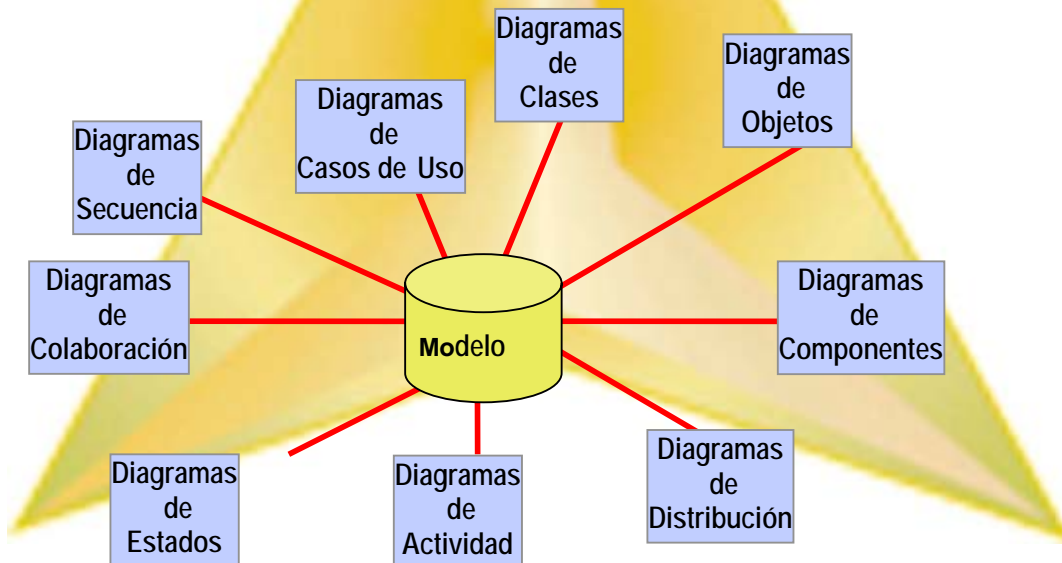 Diagramas
de
Clases
Diagramas
de
Objetos
Diagramas
de
Casos de Uso
Diagramas
de
Secuencia
Diagramas
de
Colaboración
Modelo
Diagramas
de
Componentes
Diagramas
de
Estados
Diagramas
de
Actividad
Diagramas
de
Distribución